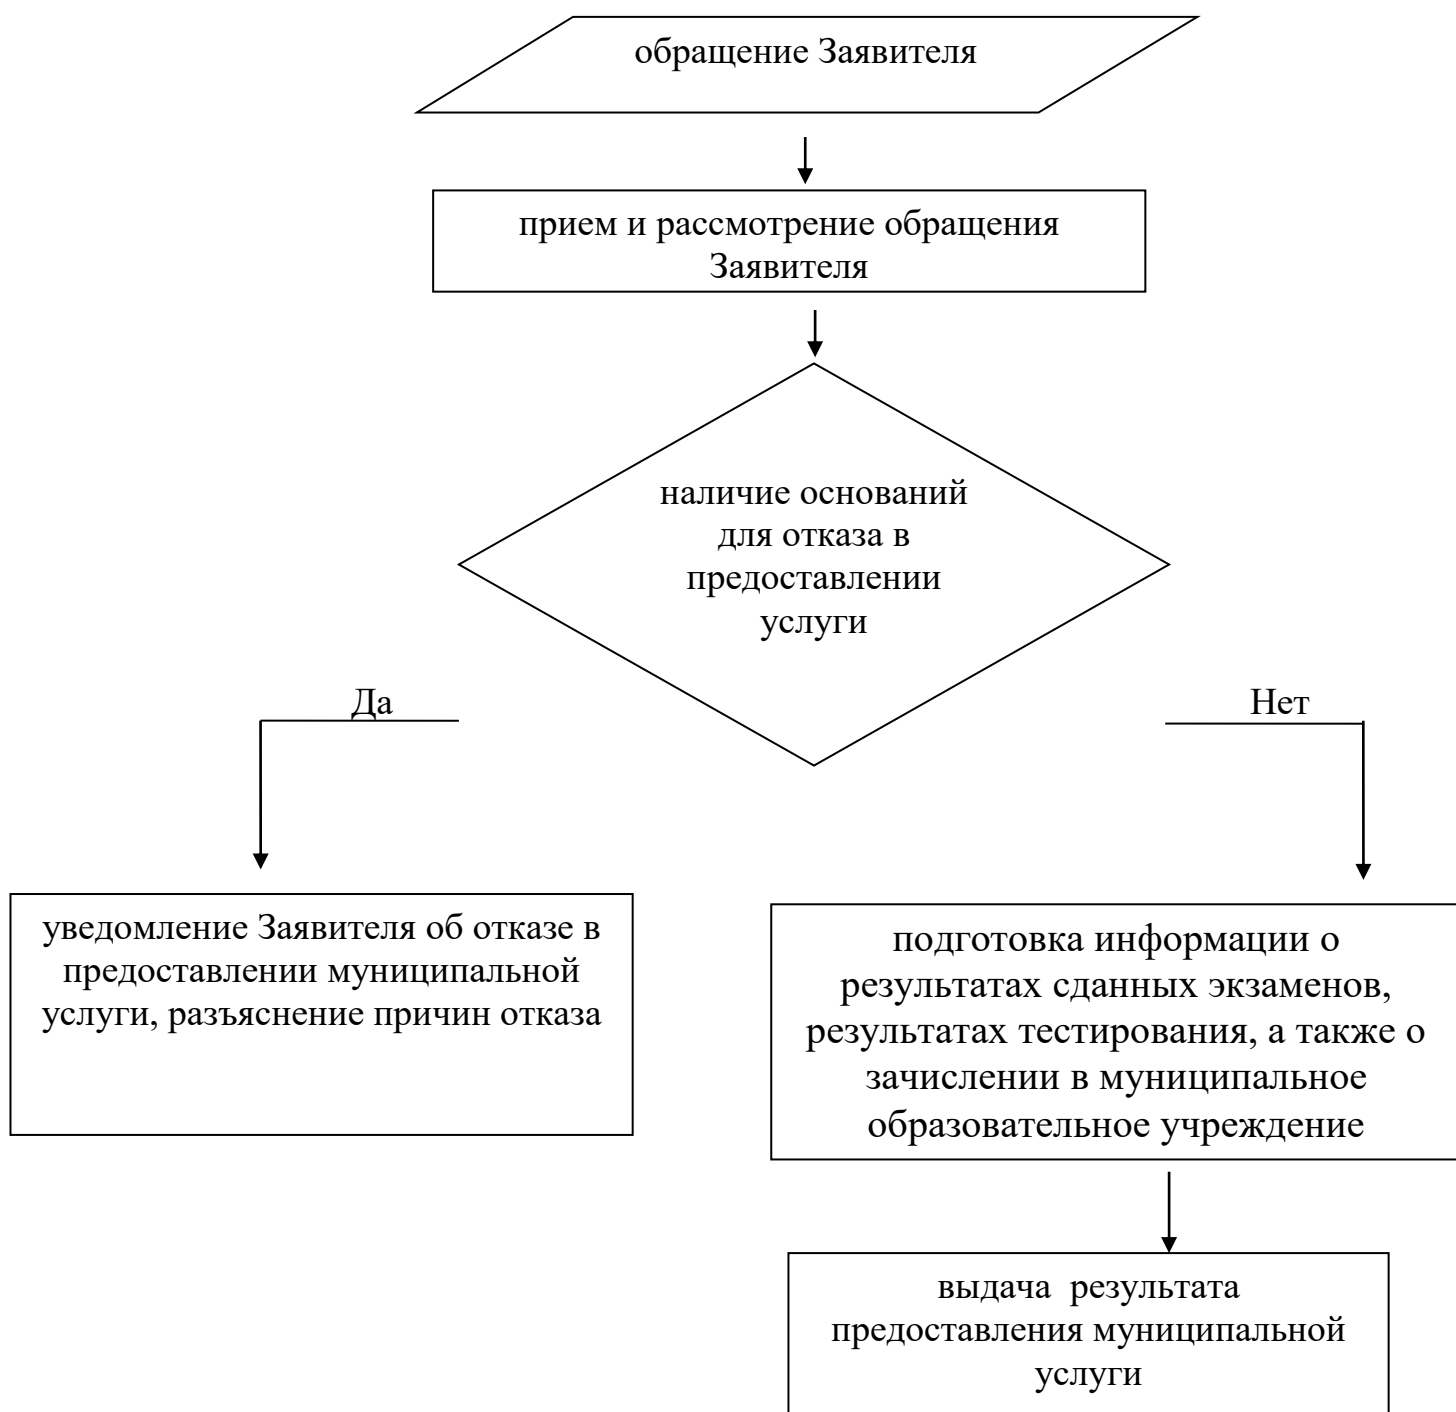 обращение Заявителя
прием и рассмотрение обращения
Заявителя
наличие оснований
для отказа в
предоставлении
услуги
Да
Нет
уведомление Заявителя об отказе в
предоставлении муниципальной
услуги, разъяснение причин отказа
подготовка информации о
результатах сданных экзаменов,
результатах тестирования, а также о
зачислении в муниципальное
образовательное учреждение
выдача  результата
предоставления муниципальной
услуги